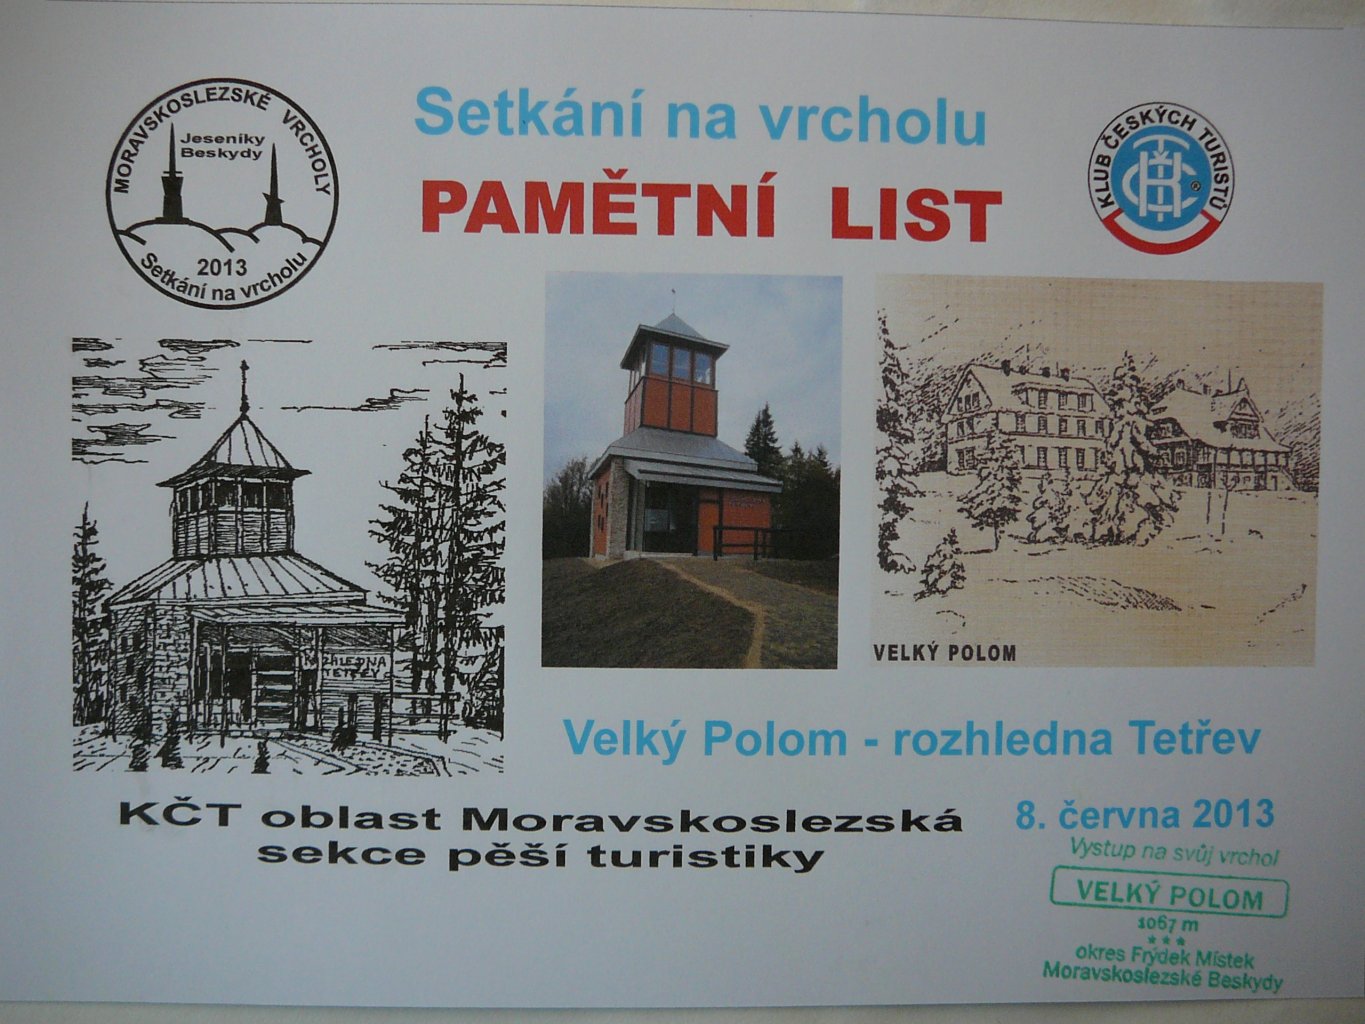 MORAVSKOSLEZSKÉ VRCHOLY
Jeseníky
Beskydy
2013
Setkání na vrcholu
Setkání na vrcholu
PAMĚTNÍ LIST
KLUB ČESKÝCH TURISTŮ
KČT
®
ROZHLEDNA
TETŘEV
VELKÝ POLOM
Velký Polom - rozhledna Tetřev
KČT oblast Moravskoslezská
sekce pěší turistiky
8. června 2013
Výstup na svůj vrchol
VELKÝ POLOM
1067 m
***
okres Frýdek Místek
Moravskoslezské Beskydy